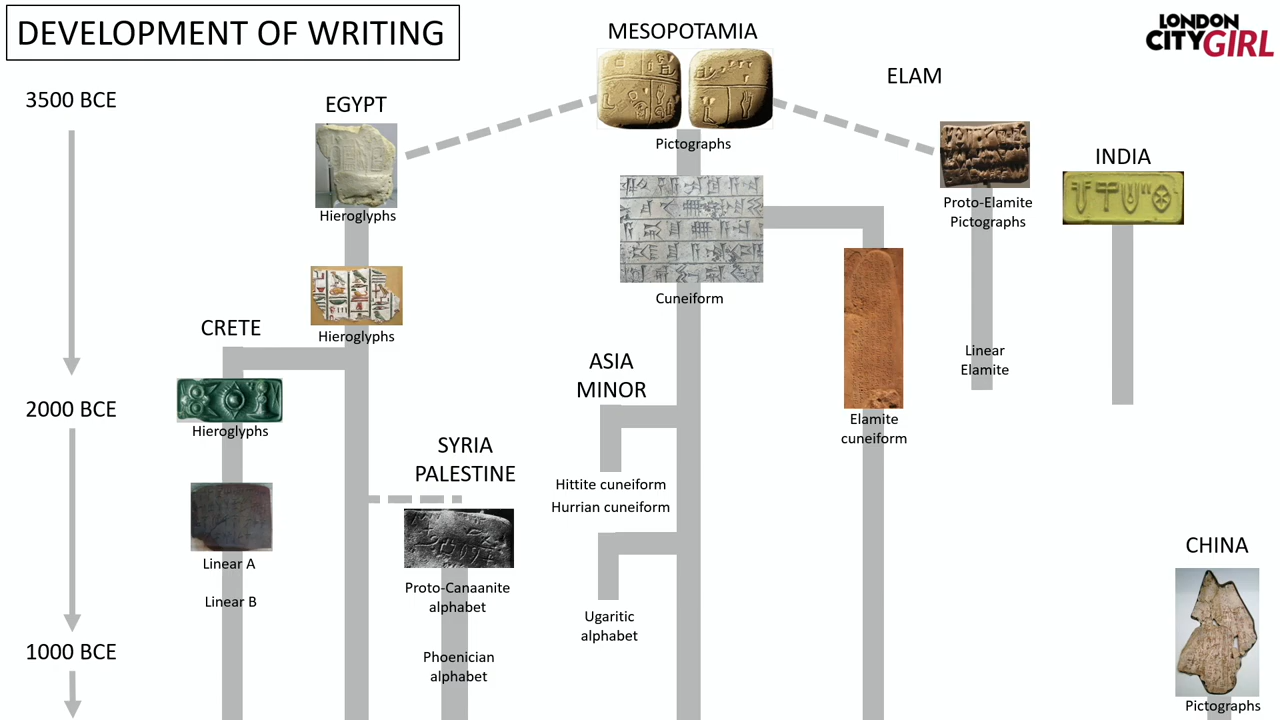 DEVELOPMENT OF WRITING
LONDON
CITYGIRL
3500 BCE
2000 BCE
1000 BCE
MESOPOTAMIA
Pictographs
Cuneiform
EGYPT
Hieroglyphs
Hieroglyphs
CRETE
Hieroglyphs
Linear A
Linear B
SYRIA
PALESTINE
Proto-Canaanite
alphabet
Phoenician
alphabet
ASIA
MINOR
Hittite cuneiform
Hurrian cuneiform
Ugaritic
alphabet
ELAM
Proto-Elamite
Pictographs
Linear
Elamite
Elamite
cuneiform
INDIA
CHINA
Pictographs